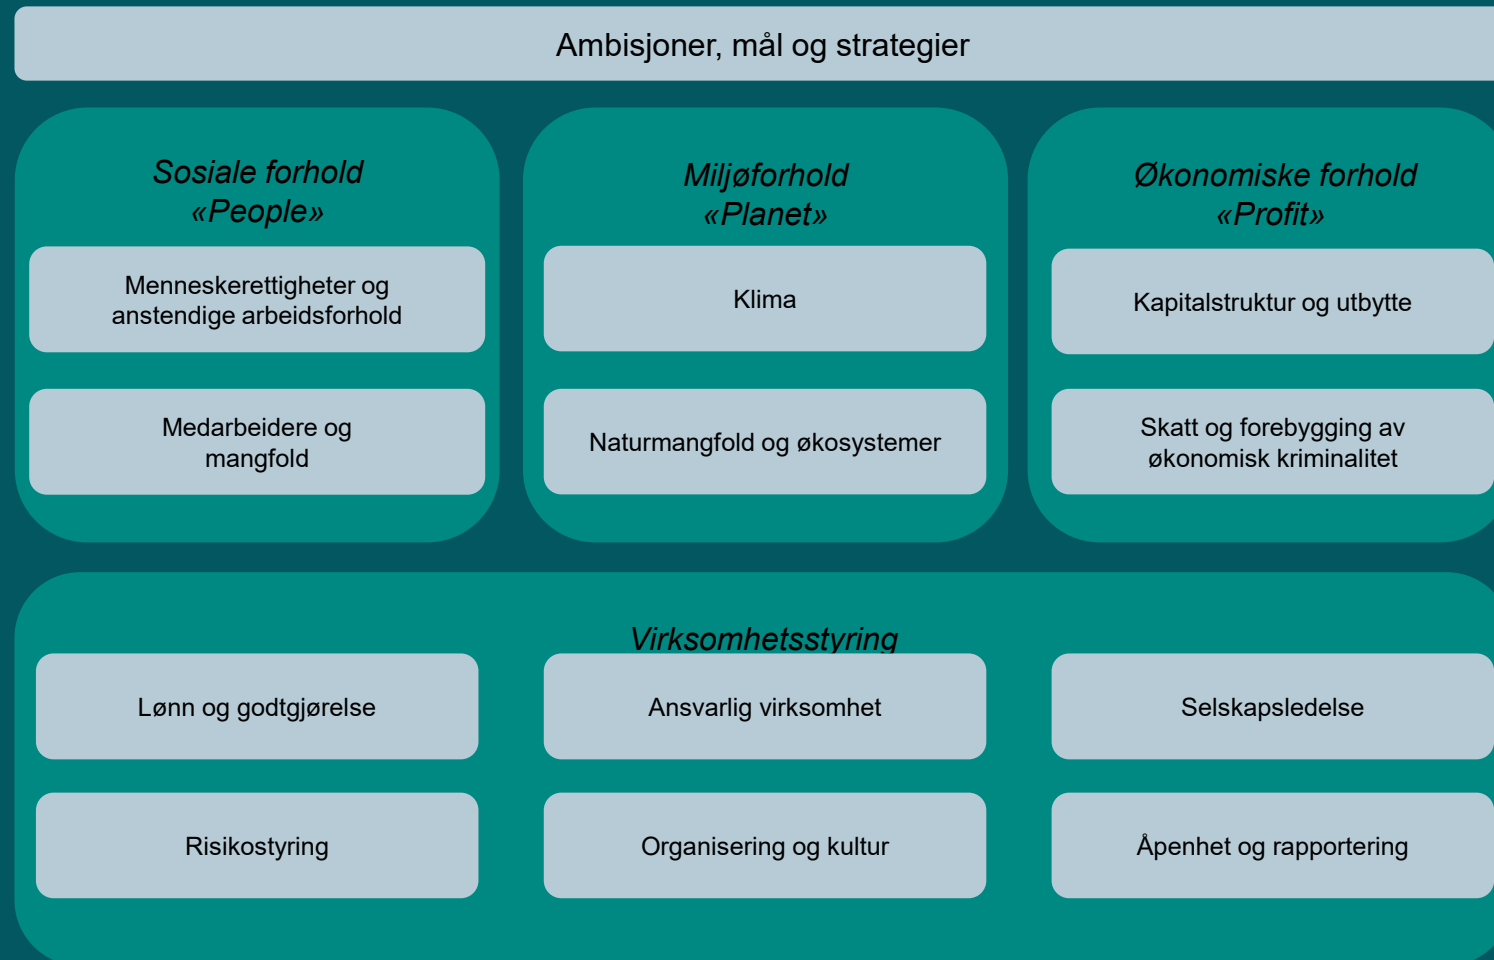 Ambisjoner, mål og strategier
Sosiale forhold
«People»
Menneskerettigheter og
anstendige arbeidsforhold
Medarbeidere og
mangfold
Miljøforhold
«Planet»
Klima
Naturmangfold og økosystemer
Økonomiske forhold
«Profit»
Kapitalstruktur og utbytte
Skatt og forebygging av
økonomisk kriminalitet
Virksomhetsstyring
Lønn og godtgjørelse
Ansvarlig virksomhet
Selskapsledelse
Risikostyring
Organisering og kultur
Åpenhet og rapportering